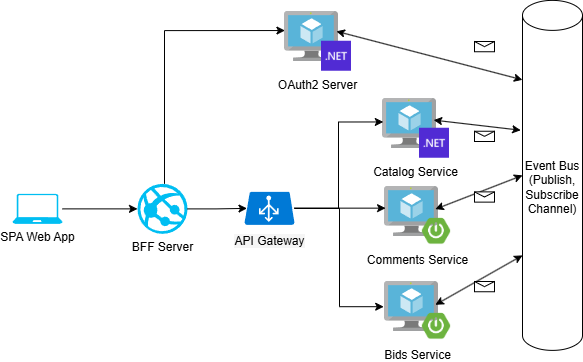 .NET
OAuth2 Server
.NET
Catalog Service
Event Bus
(Publish,
Subscribe
Channel)
SPA Web App
BFF Server
API Gateway
Comments Service
Bids Service